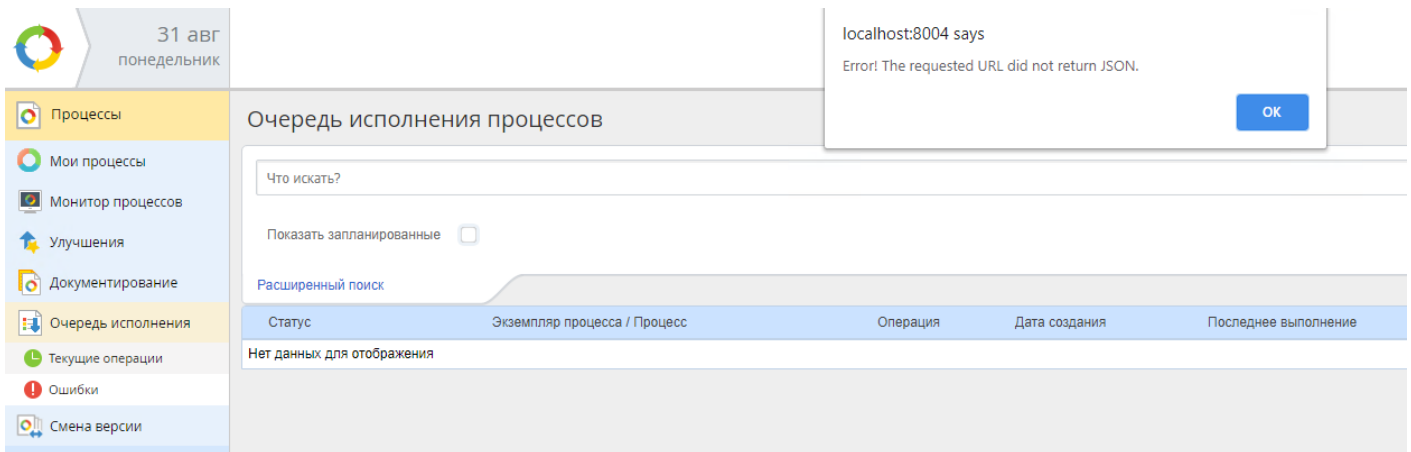 31 авг
понедельник
localhost:8004 says
Error! The requested URL did not return JSON.
OK
Процессы
Мои процессы
Монитор процессов
Улучшения
Документирование
Очередь исполнения
Текущие операции
Ошибки
Смена версии
Очередь исполнения процессов
Что искать?
Показать запланированные
Расширенный поиск
Статус Экземпляр процесса / Процесс Операция Дата создания Последнее выполнение
Нет данных для отображения